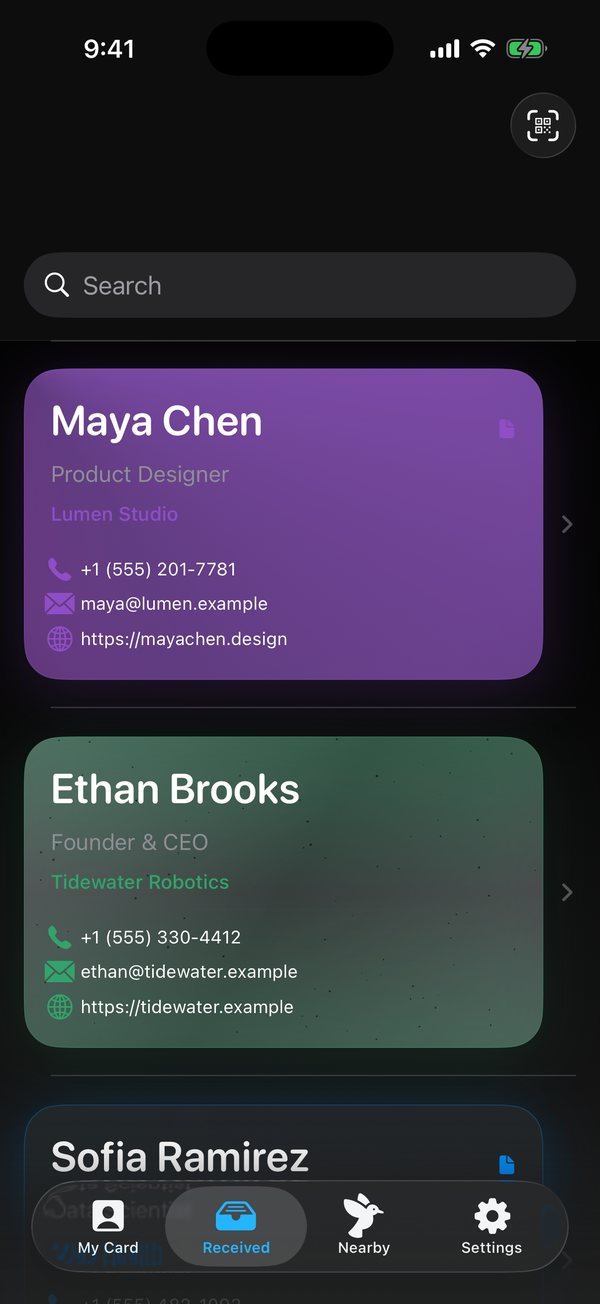 9:41
Search
Maya Chen
Product Designer
Lumen Studio
+1 (555) 201-7781
maya@lumen.example
https://mayachen.design
Ethan Brooks
Founder & CEO
Tidewater Robotics
+1 (555) 330-4412
ethan@tidewater.example
https://tidewater.example
Sofia Ramirez
My Card
Received
Nearby
Settings